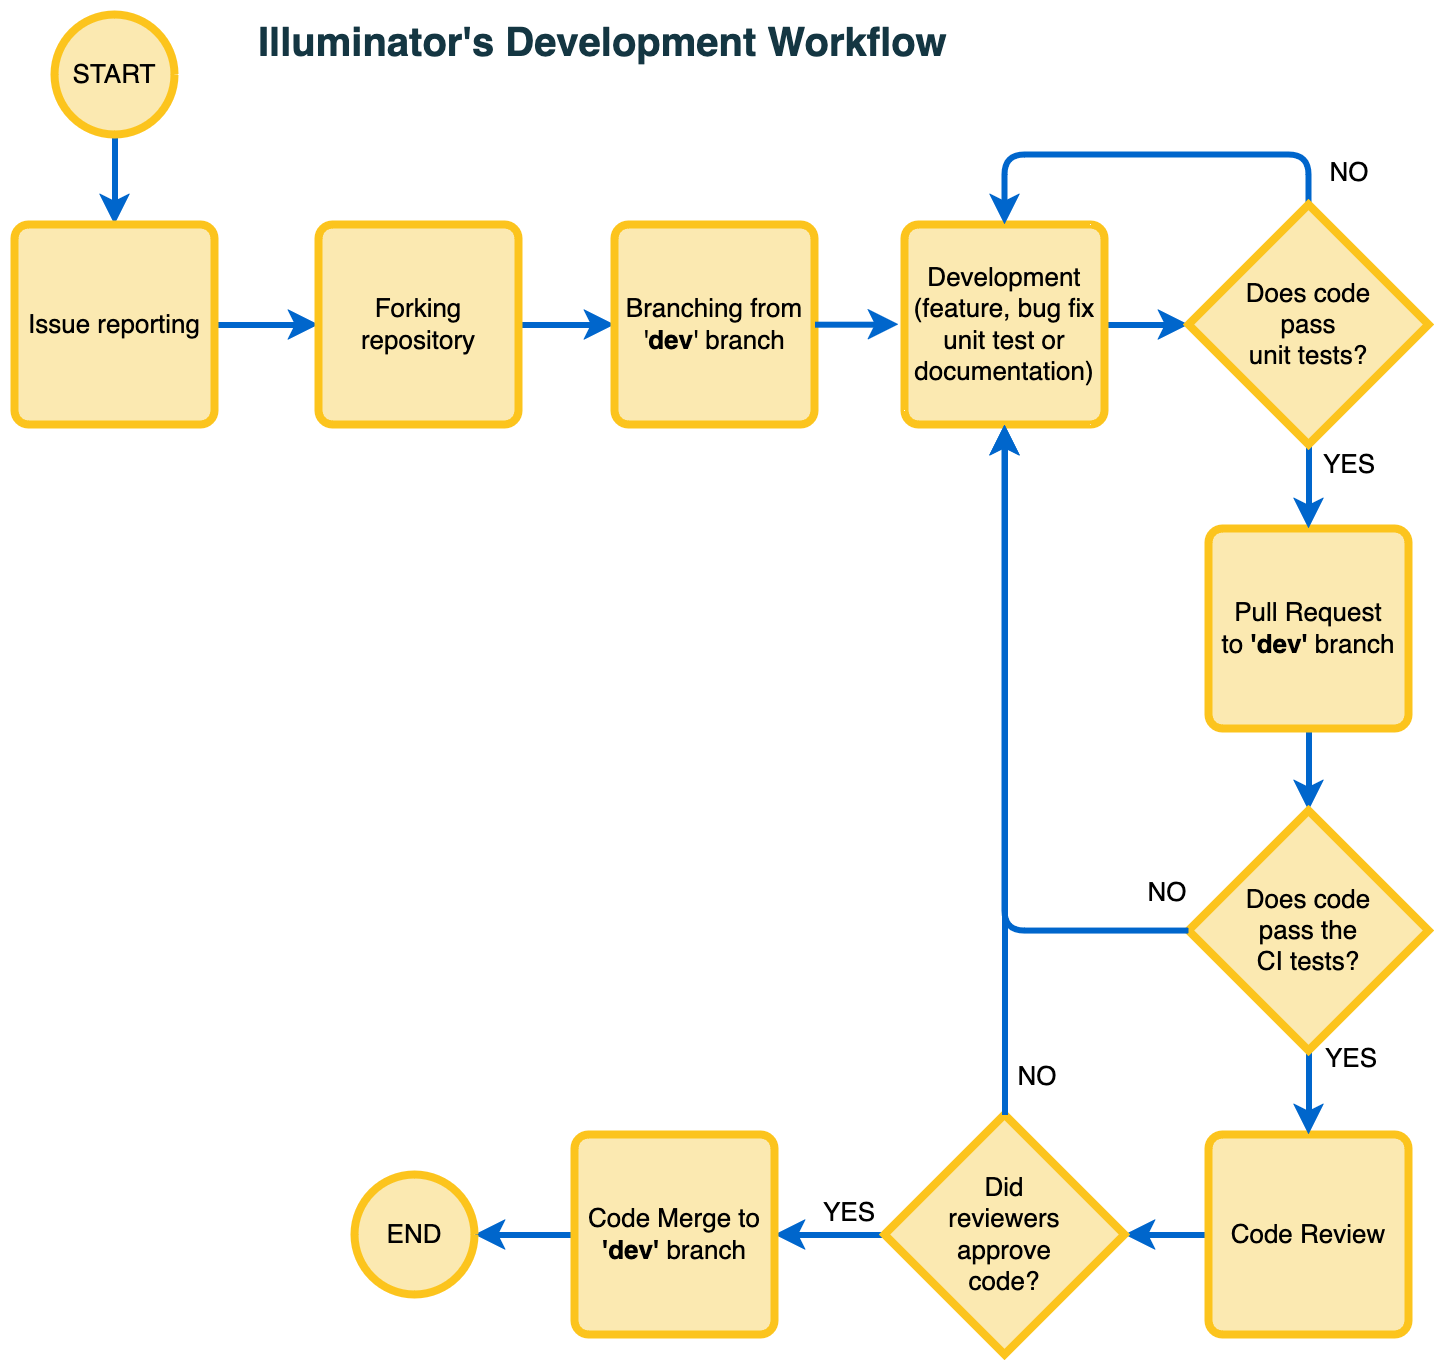 Illuminator's Development Workflow
START
Issue reporting
Forking
repository
Branching from
'dev' branch
Development
(feature, bug fix
unit test or
documentation)
NO
Does code
pass
unit tests?
YES
Pull Request
to 'dev' branch
NO
Does code
pass the
CI tests?
YES
Code Review
NO
Did
reviewers
approve
code?
YES
Code Merge to
'dev' branch
END